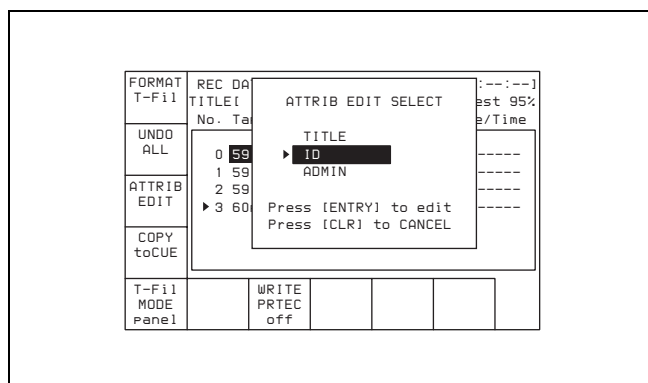 FORMAT
T-Fil
UNDO
ALL
ATTRIB
EDIT
COPY
toCUE
T-Fil
MODE
panel
WRITE
PRTEC
off
REC DA
:--:--]
TITLE[
est 95%
No. Ta
e/Time
0 59
-----
1 59
-----
2 59
-----
▶ 3 60
-----
ATTRIB EDIT SELECT
TITLE
▶ ID
ADMIN
Press [ENTRY] to edit
Press [CLR] to CANCEL